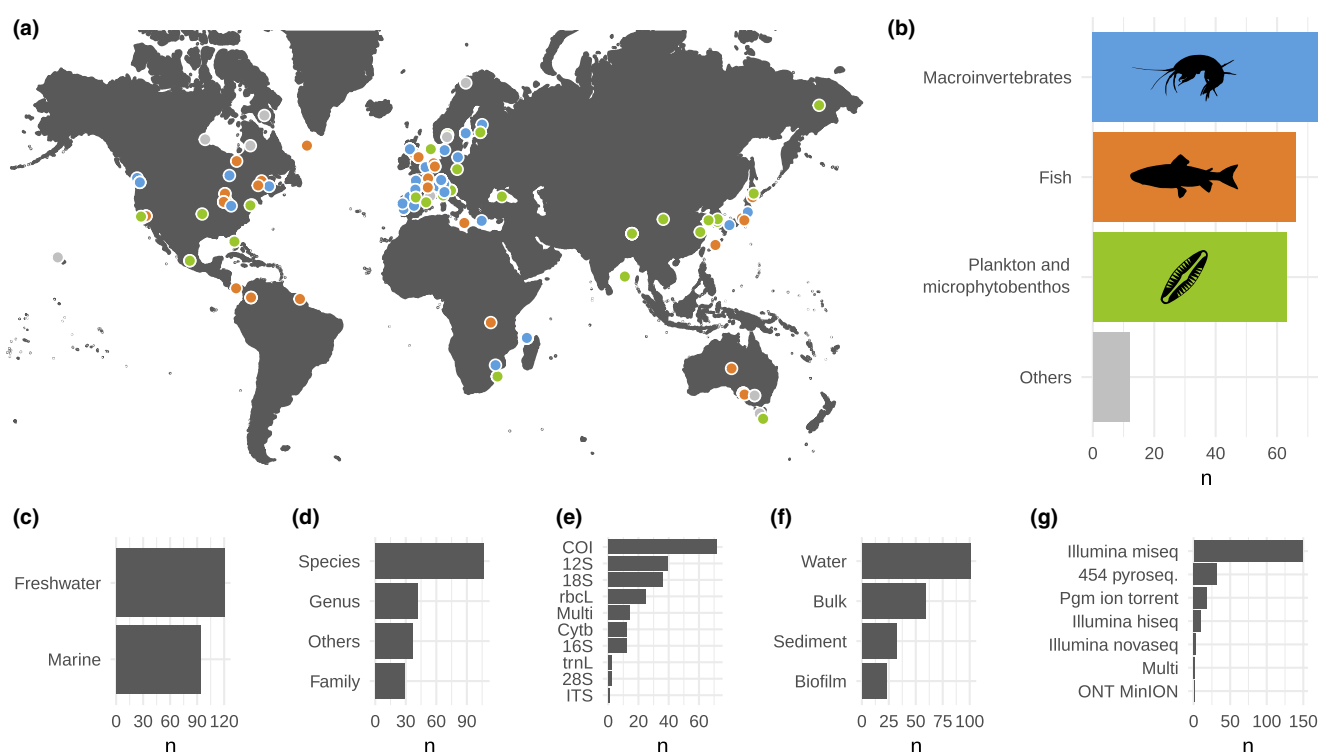 (a)
(b)
Macroinvertebrates
Fish
Plankton and
microphytobenthos
Others
0 20 40 60
n
(c)
Freshwater
Marine
0 30 60 90 120
n
(d)
Species
Genus
Others
Family
0 30 60 90
n
(e)
COI
12S
18S
rbcL
Multi
Cytb
16S
trnL
28S
ITS
0 20 40 60
n
(f)
Water
Bulk
Sediment
Biofilm
0 25 50 75 100
n
(g)
Illumina miseq
454 pyroseq.
Pgm ion torrent
Illumina hiseq
Illumina novaseq
Multi
ONT MinION
0 50 100 150
n